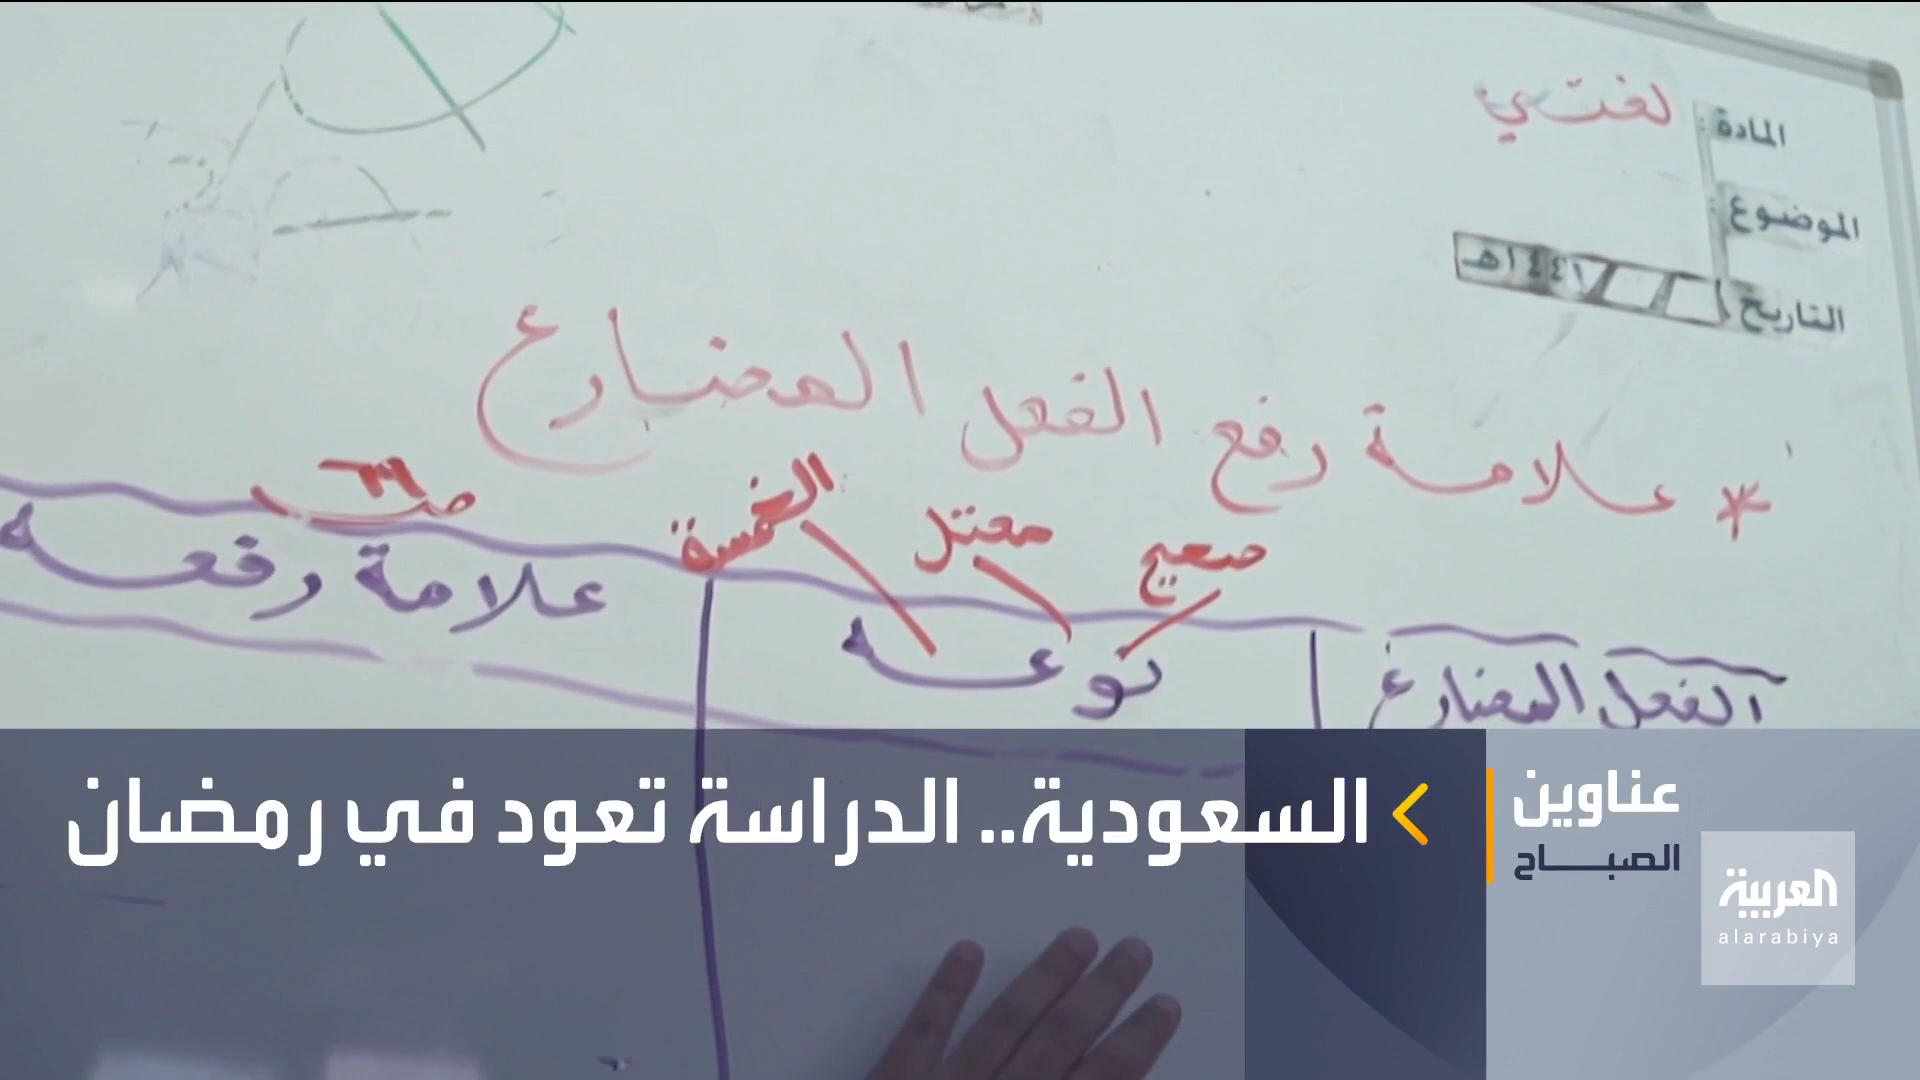 المادة : لغتي
الموضوع :
التاريخ / / ١٤٤١هـ
* علامة رفع الفعل المضارع
صحيح معتل الخمسة
الفعل المضارع نوعه علامة رفعه
عناوين
الصباح
السعودية.. الدراسة تعود في رمضان
العربية
alarabiya